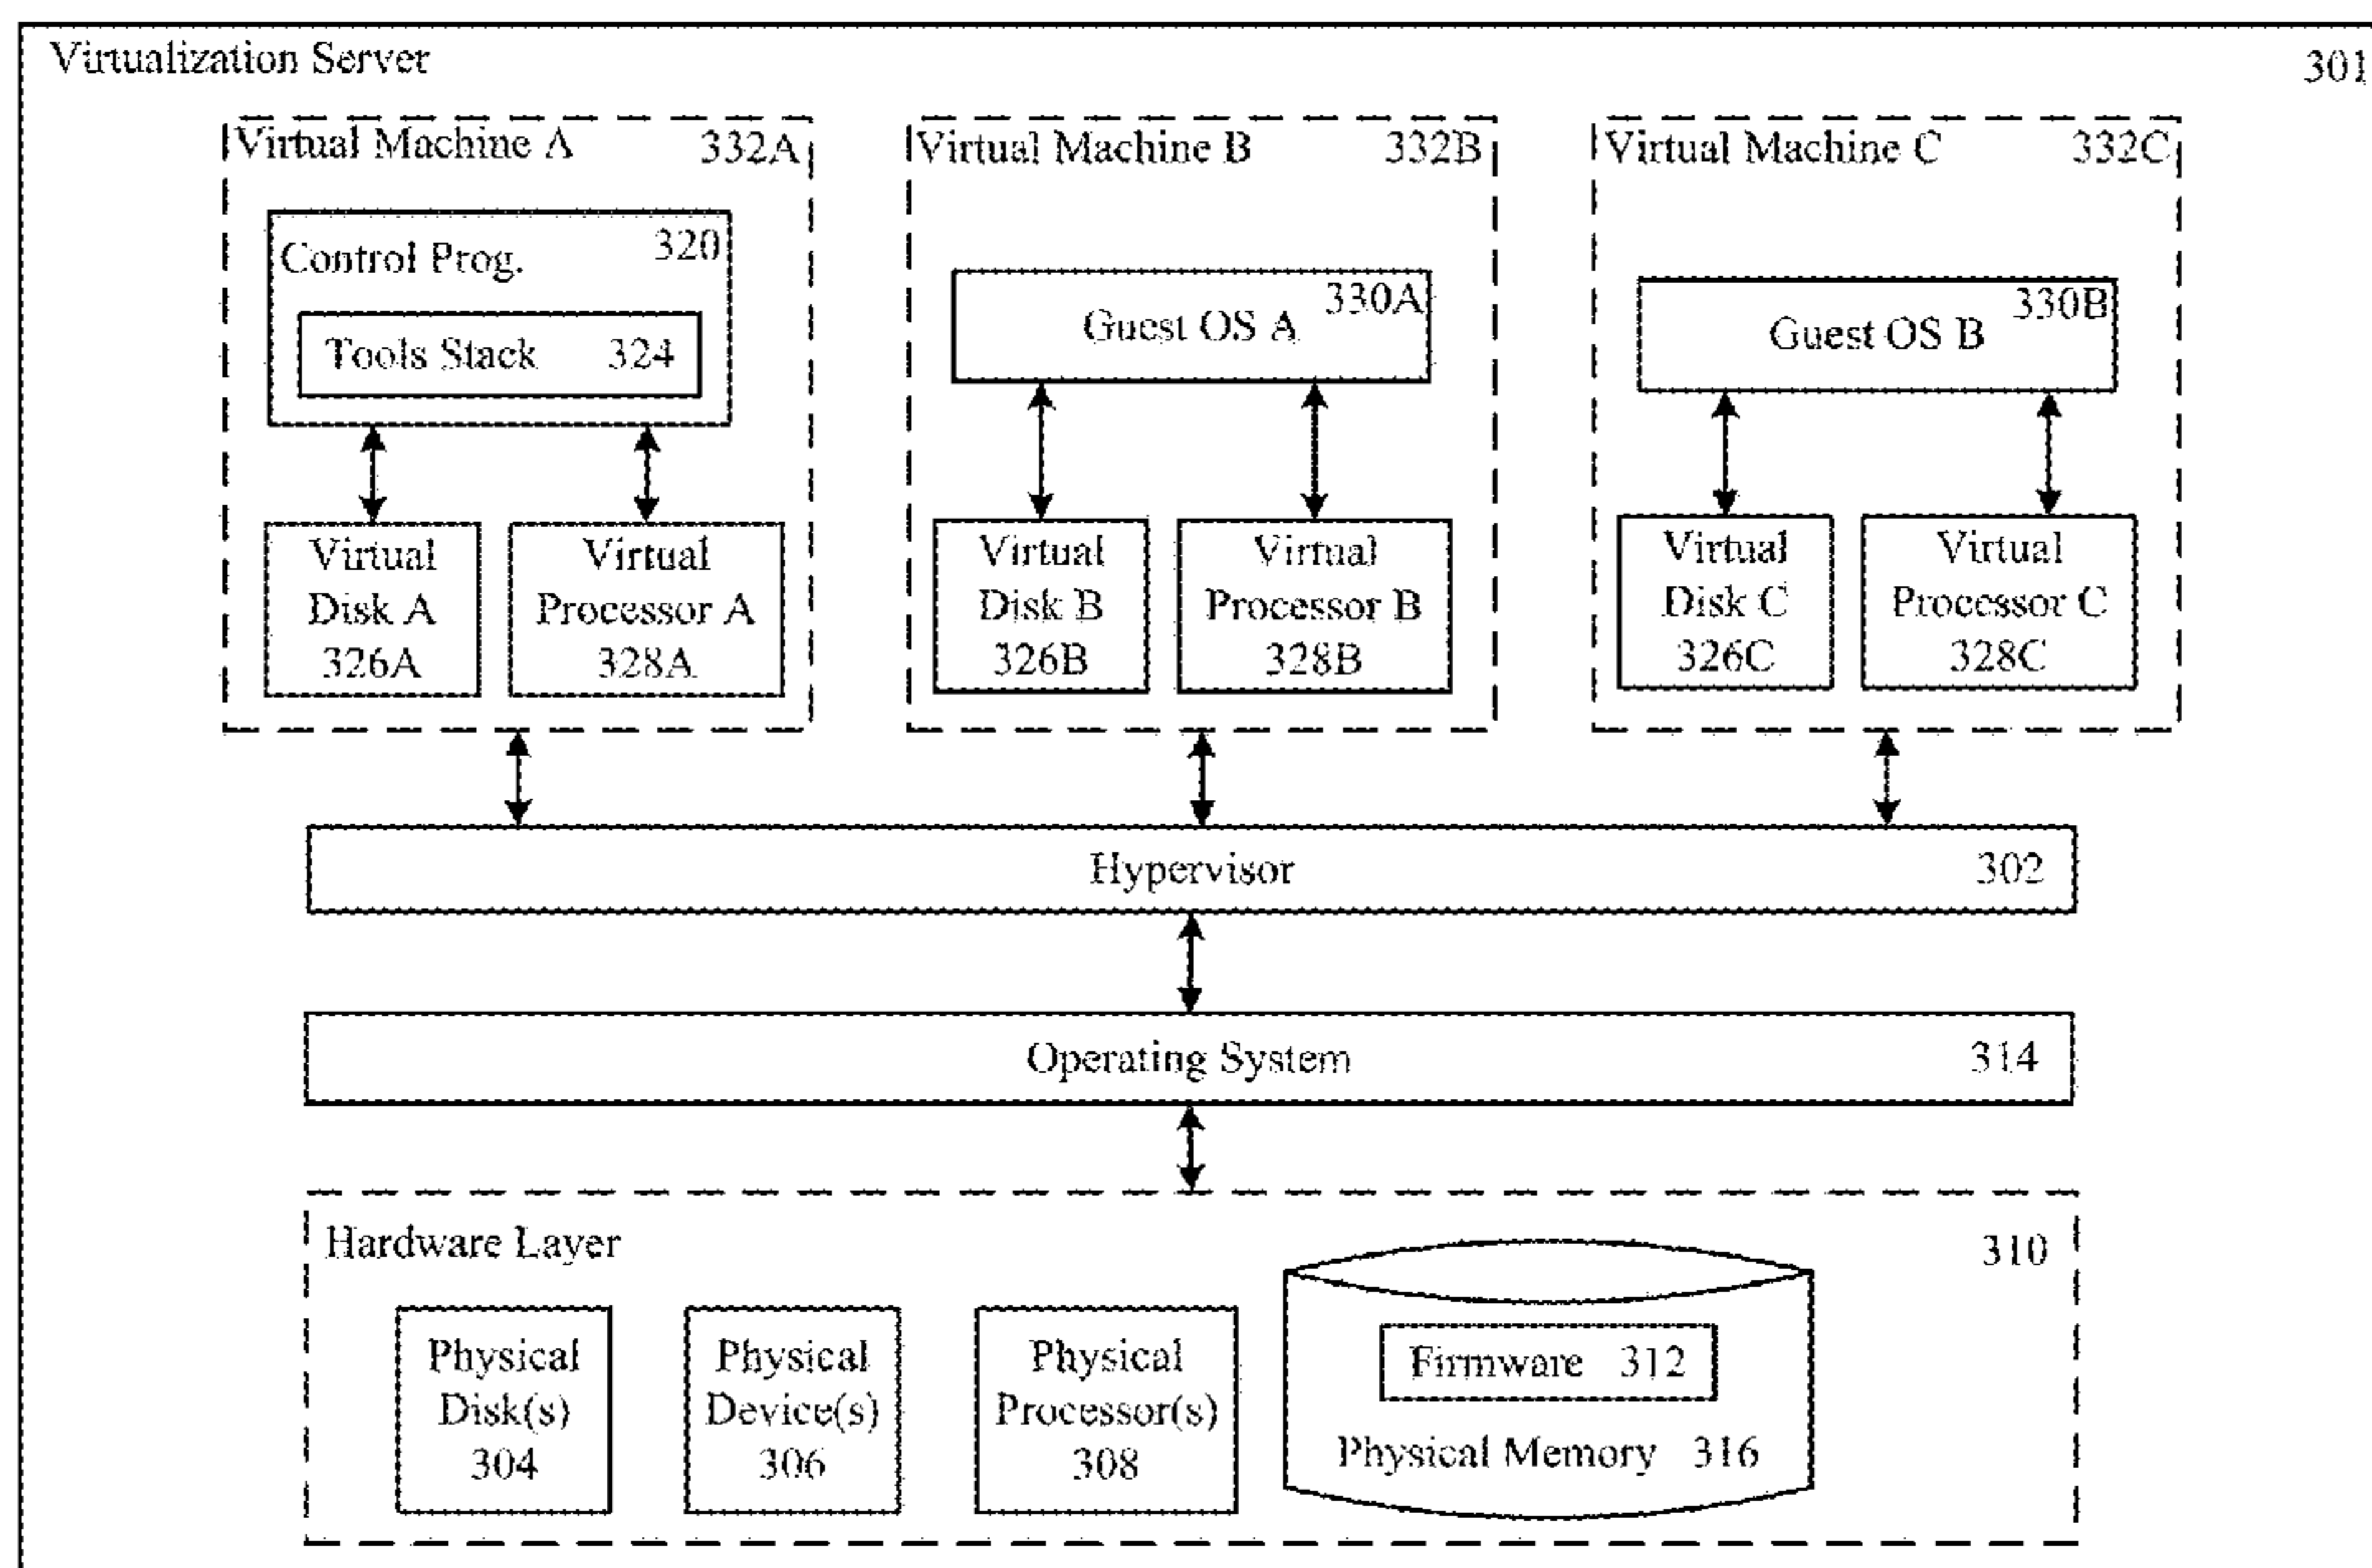 Virtualization Server 301
Virtual Machine A 332A
Control Prog. 320
Tools Stack 324
Virtual
Disk A
326A
Virtual
Processor A
328A
Virtual Machine B 332B
Guest OS A 330A
Virtual
Disk B
326B
Virtual
Processor B
328B
Virtual Machine C 332C
Guest OS B 330B
Virtual
Disk C
326C
Virtual
Processor C
328C
Hypervisor 302
Operating System 314
Hardware Layer 310
Physical
Disk(s)
304
Physical
Device(s)
306
Physical
Processor(s)
308
Firmware 312
Physical Memory 316